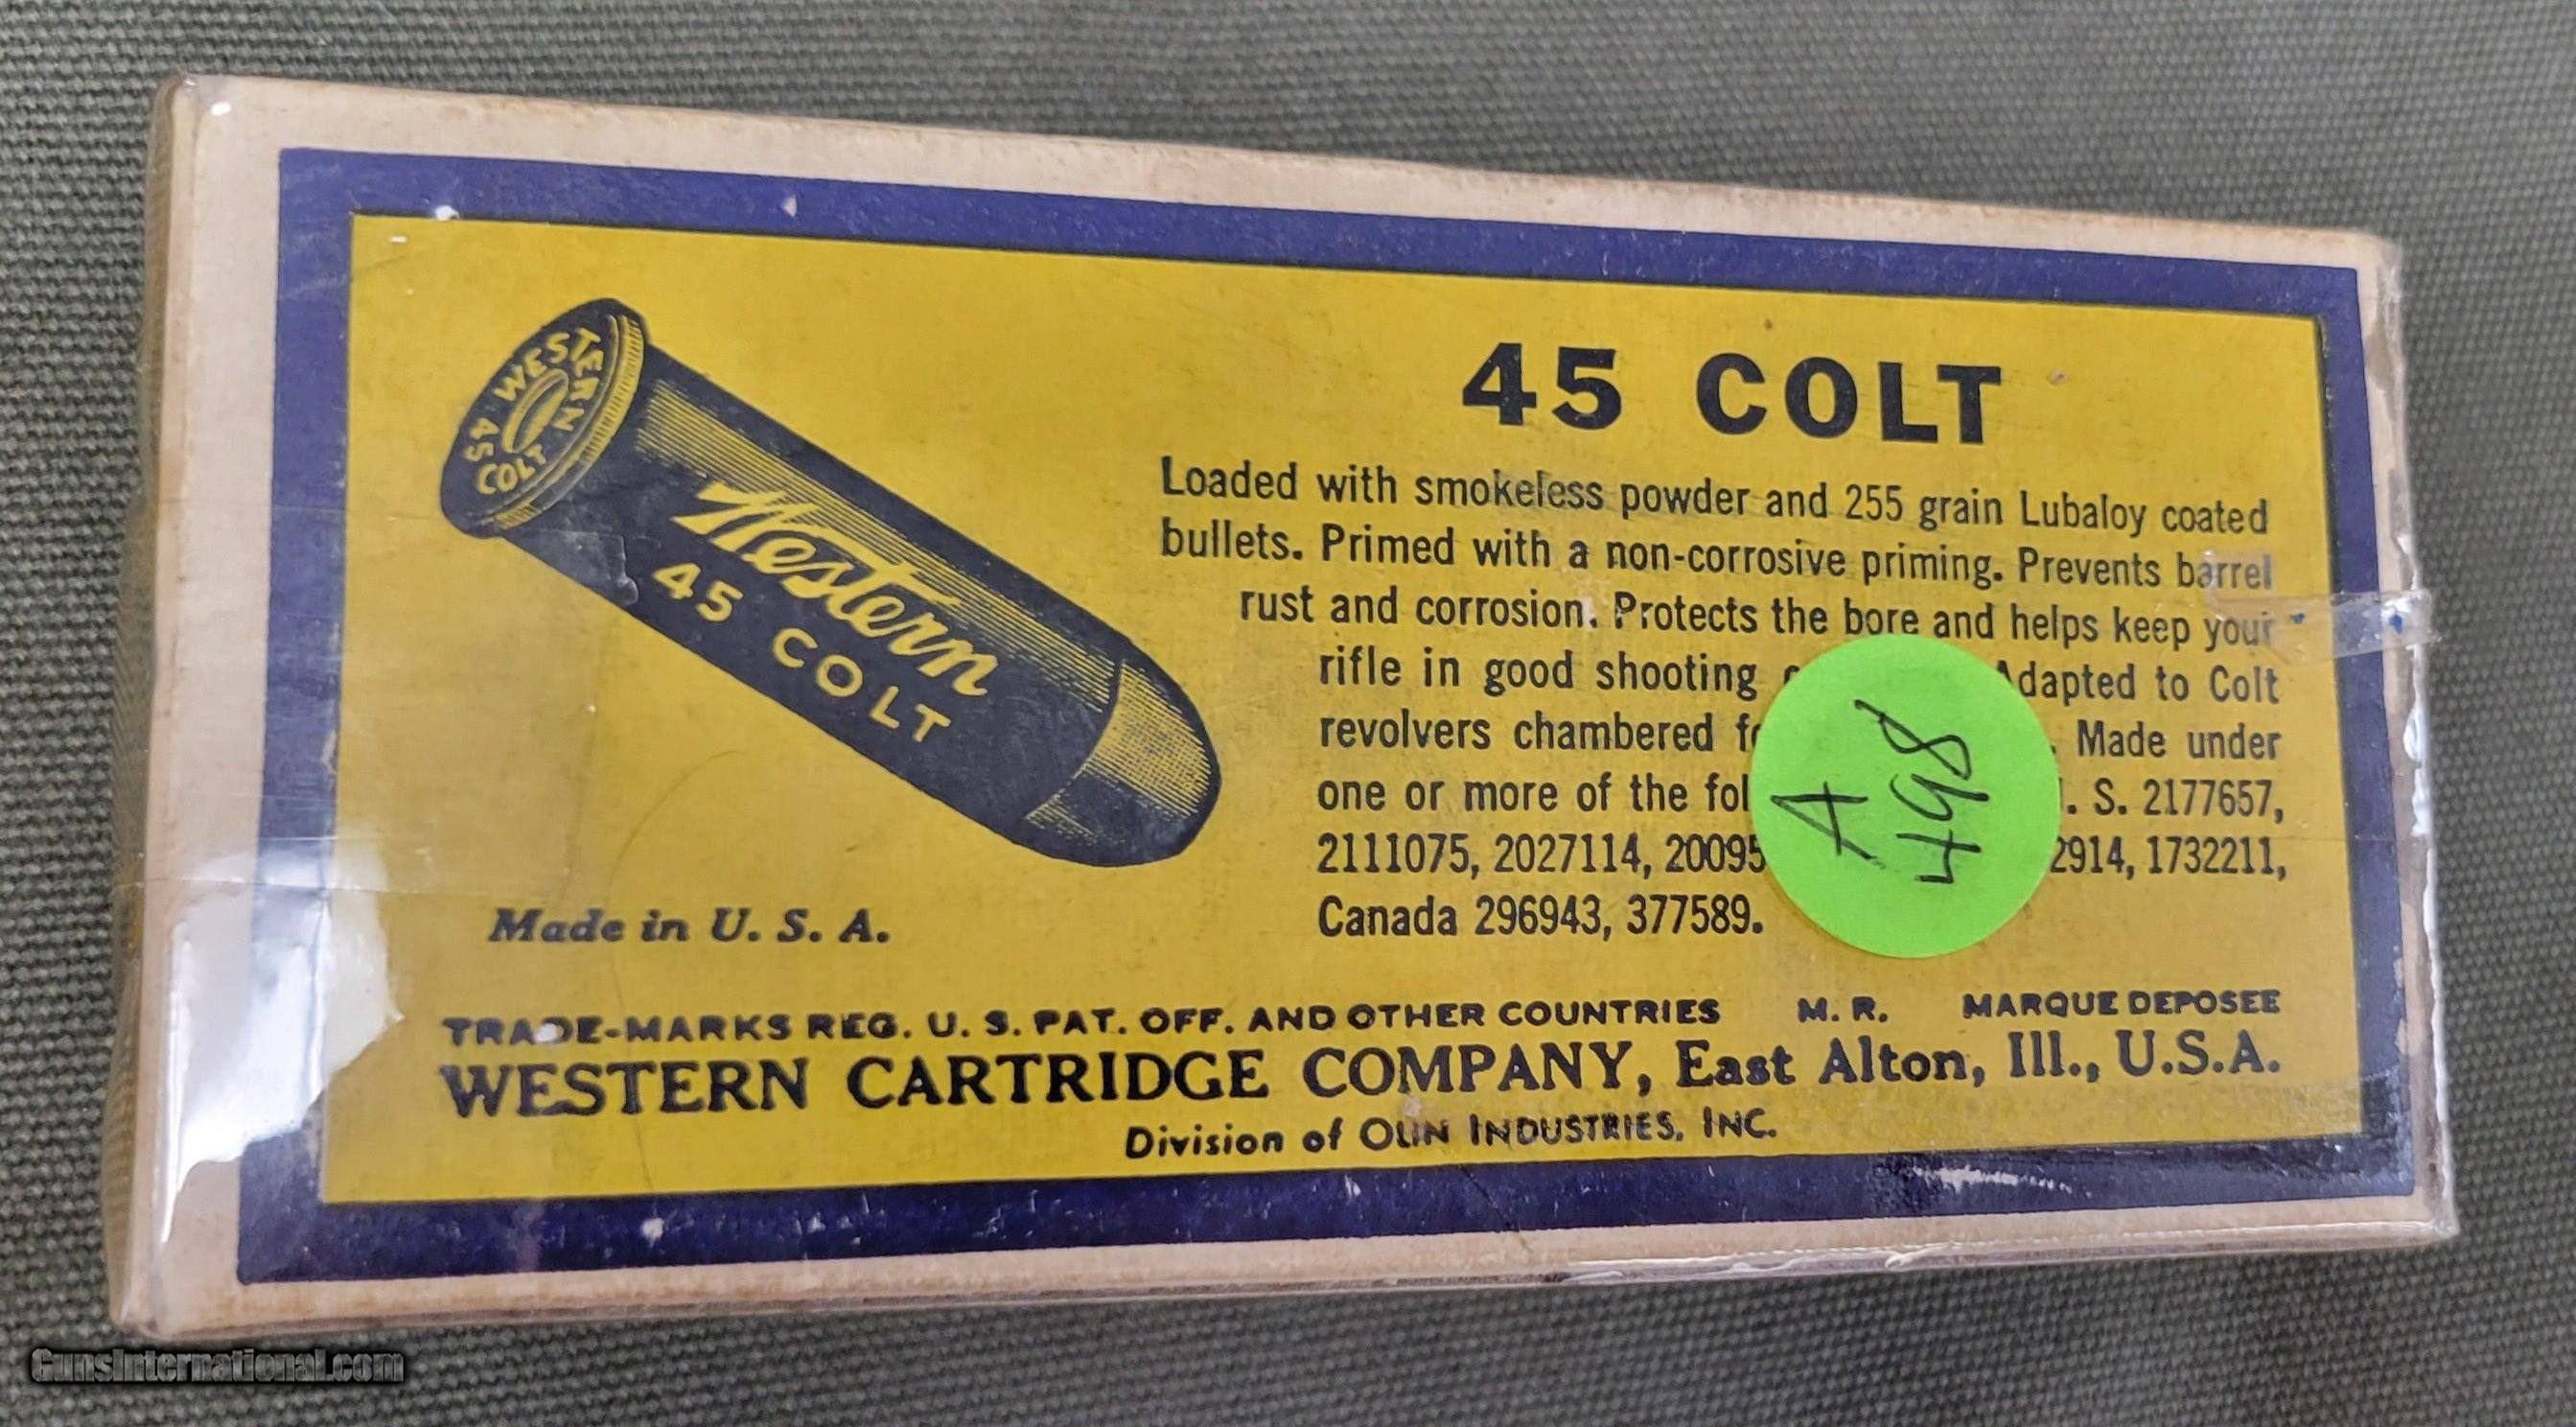 WESTERN
45
COLT
Western
45 COLT
45 COLT
Loaded with smokeless powder and 255 grain Lubaloy coated
bullets. Primed with a non-corrosive priming. Prevents barrel
rust and corrosion. Protects the bore and helps keep your
rifle in good shooting Adapted to Colt
revolvers chambered . Made under
one or more of the . S. 2177657,
2111075, 2027114, 20095 2914, 1732211,
Canada 296943, 377589.
A
498
Made in U. S. A.
TRADE-MARKS REG. U. S. PAT. OFF. AND OTHER COUNTRIES M. R. MARQUE DEPOSEE
WESTERN CARTRIDGE COMPANY, East Alton, Ill., U.S.A.
Division of OLIN INDUSTRIES, INC.
GunsInternational.com